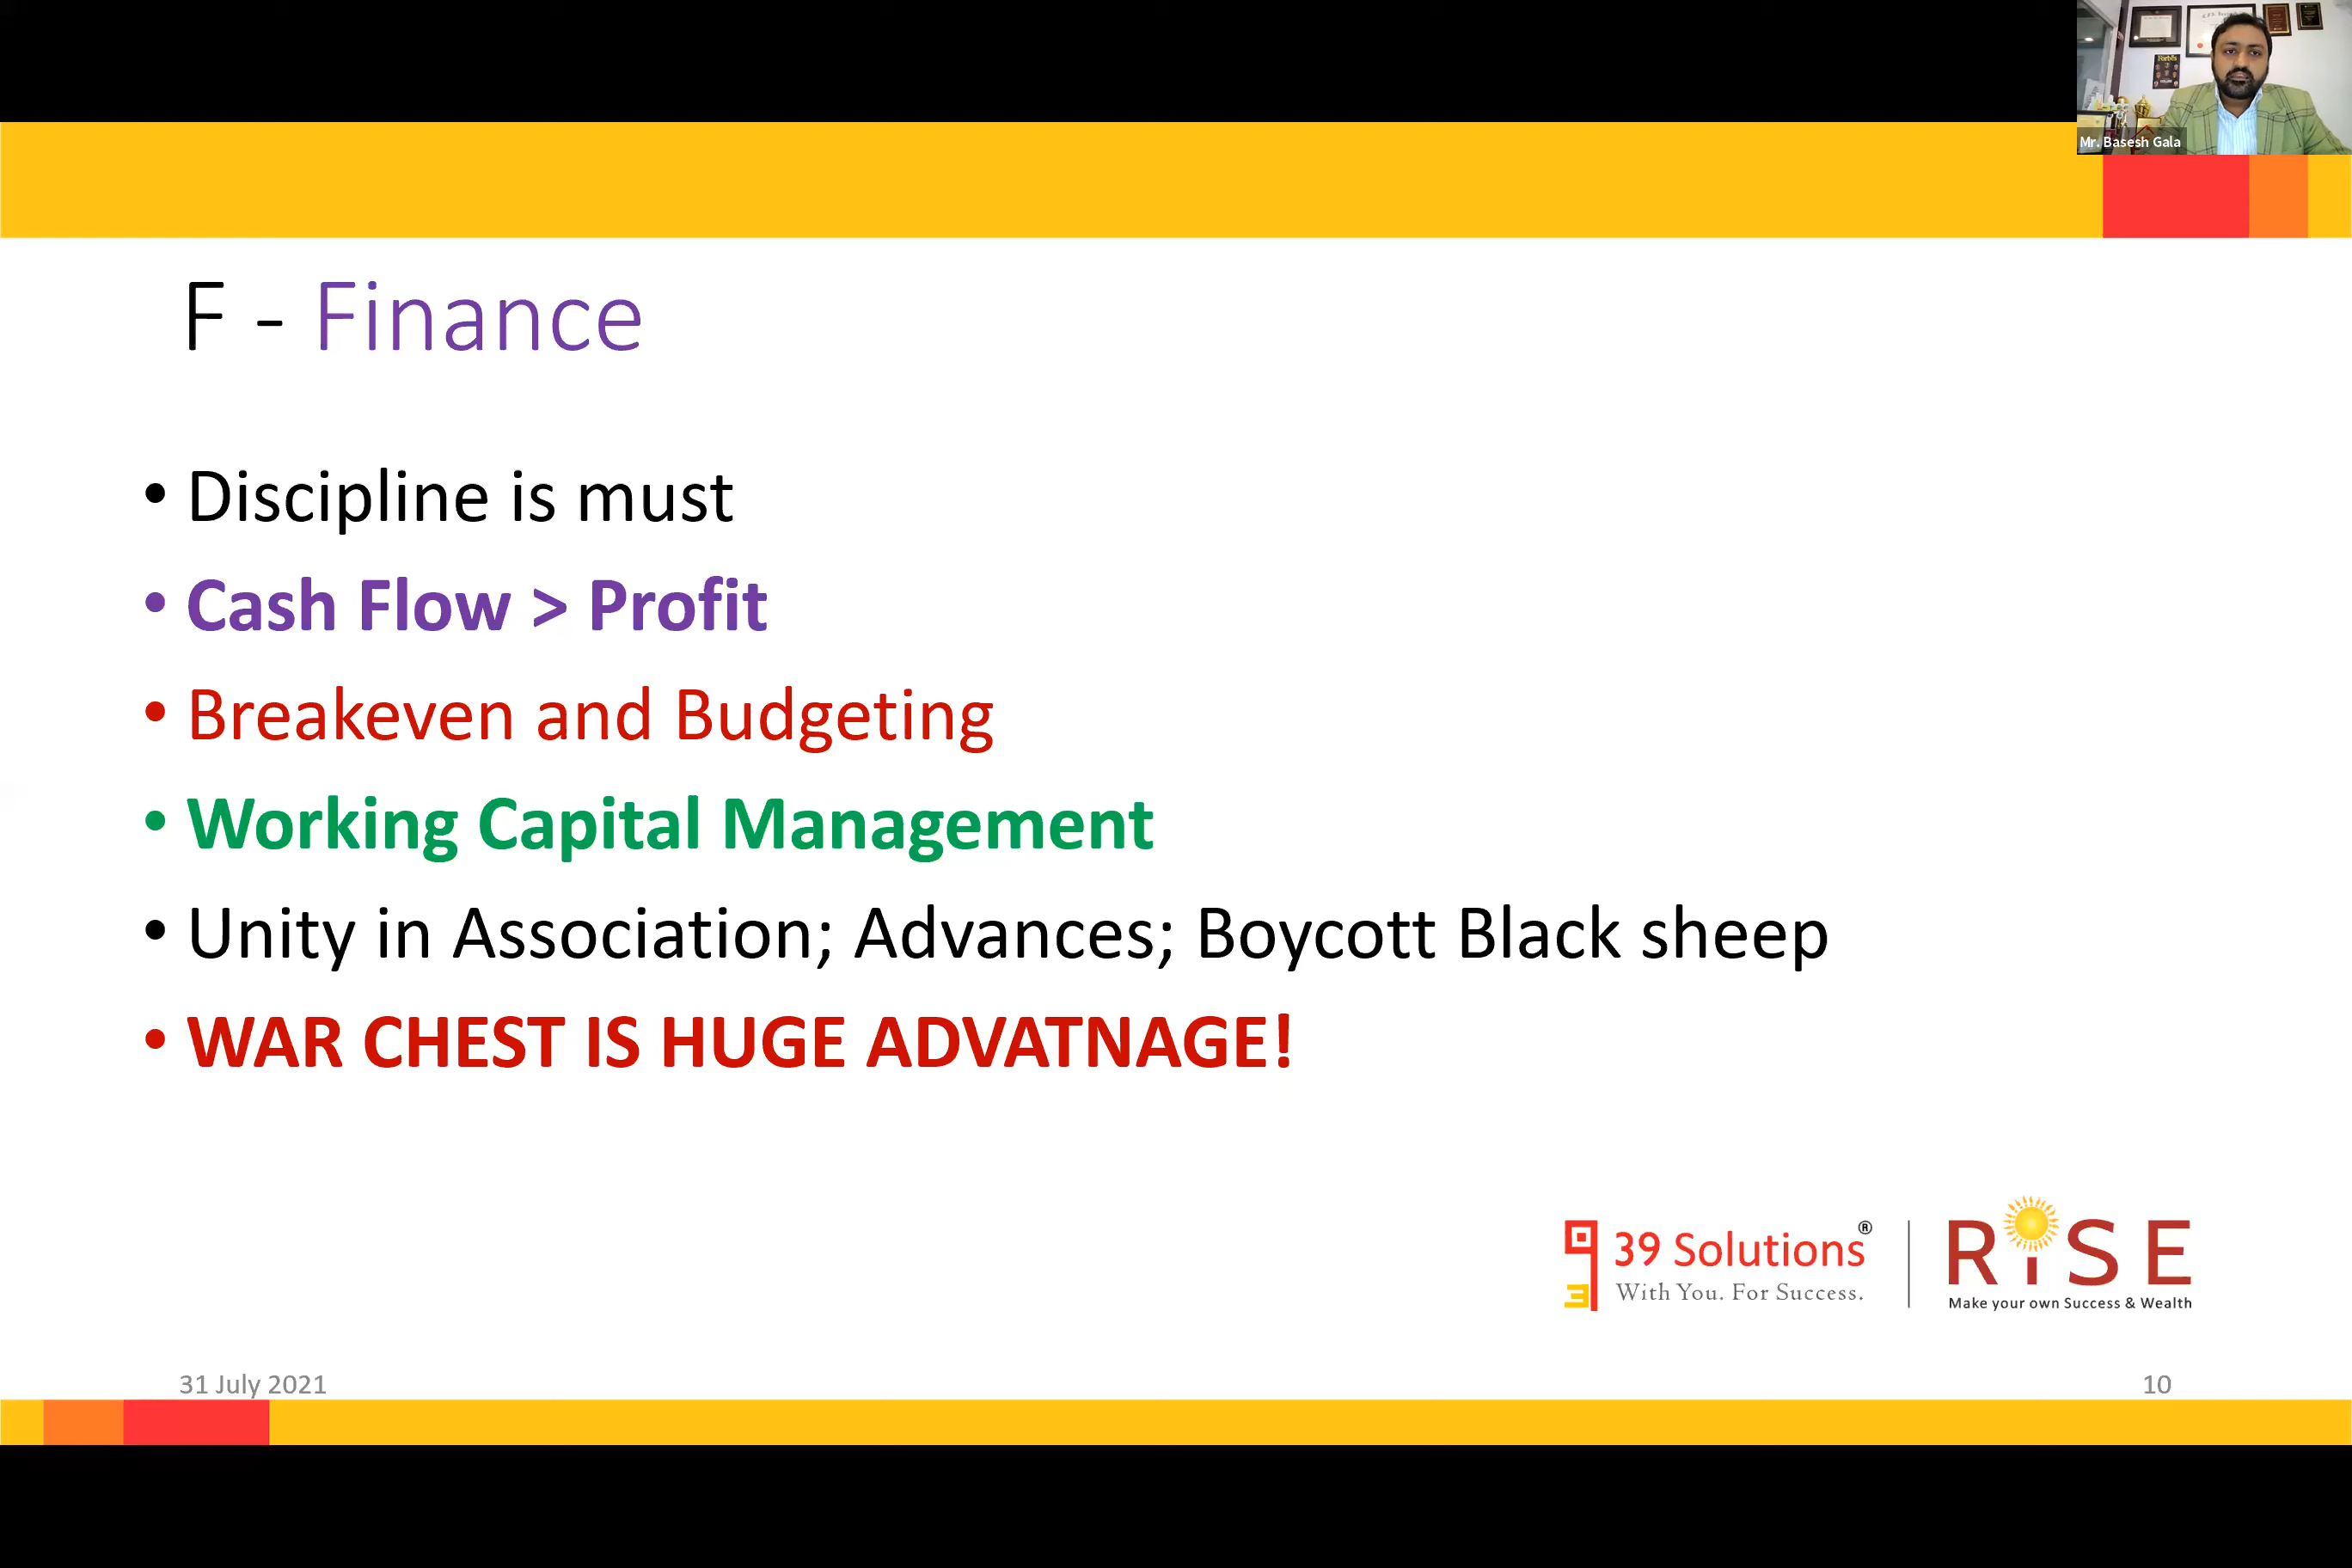 Mr. Basesh Gala
F - Finance
• Discipline is must
• Cash Flow > Profit
• Breakeven and Budgeting
• Working Capital Management
• Unity in Association; Advances; Boycott Black sheep
• WAR CHEST IS HUGE ADVATNAGE!
39 Solutions®
With You. For Success.
RiSE
Make your own Success & Wealth
31 July 2021
10
Forbes